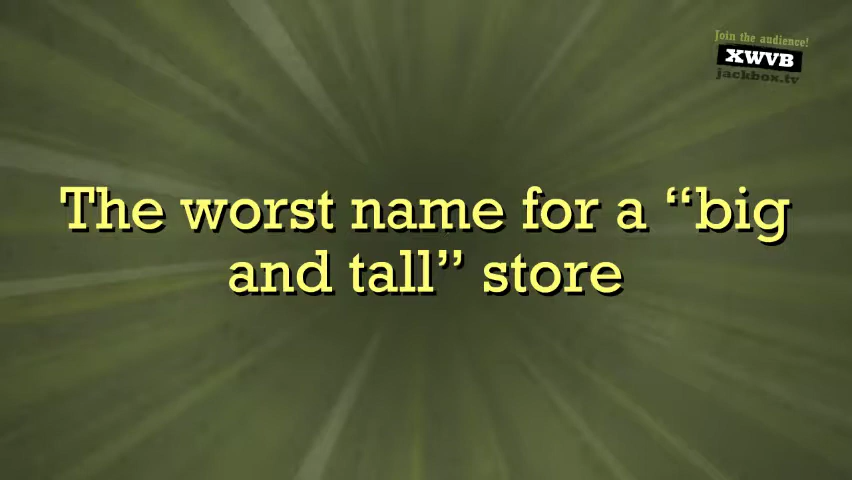 Join the audience!
XWVB
jackbox.tv
The worst name for a “big
and tall” store